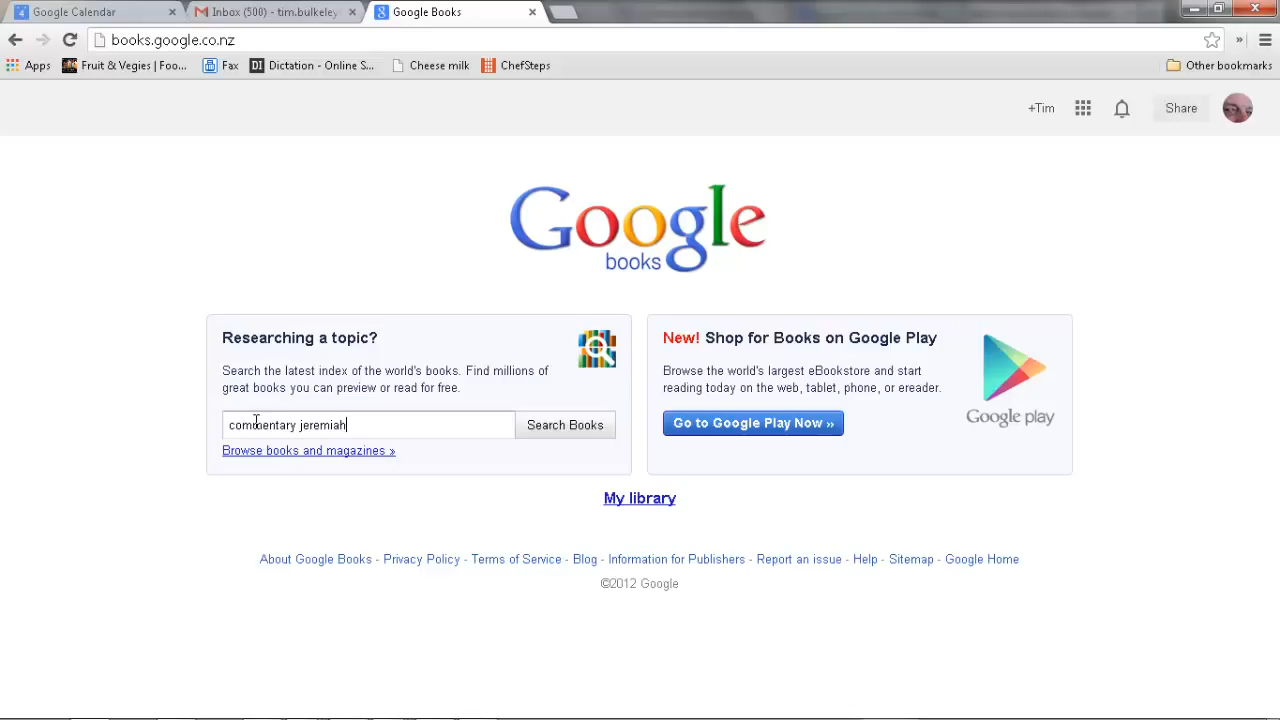 Google Calendar
Inbox (500) - tim.bulkeley
Google Books
books.google.co.nz
Apps
Fruit & Vegies | Foo...
Fax
DI Dictation - Online S...
Cheers milk
ChefSteps
Other bookmarks
+Tim
Share
Google
books
Researching a topic?
Search the latest index of the world's books. Find millions of
great books you can preview or read for free.
commentary jeremiah
Search Books
Browse books and magazines »
New! Shop for Books on Google Play
Browse the world's largest eBookstore and start
reading today on the web, tablet, phone, or ereader.
Go to Google Play Now »
Google play
My library
About Google Books - Privacy Policy - Terms of Service - Blog - Information for Publishers - Report an issue - Help - Sitemap - Google Home
©2012 Google